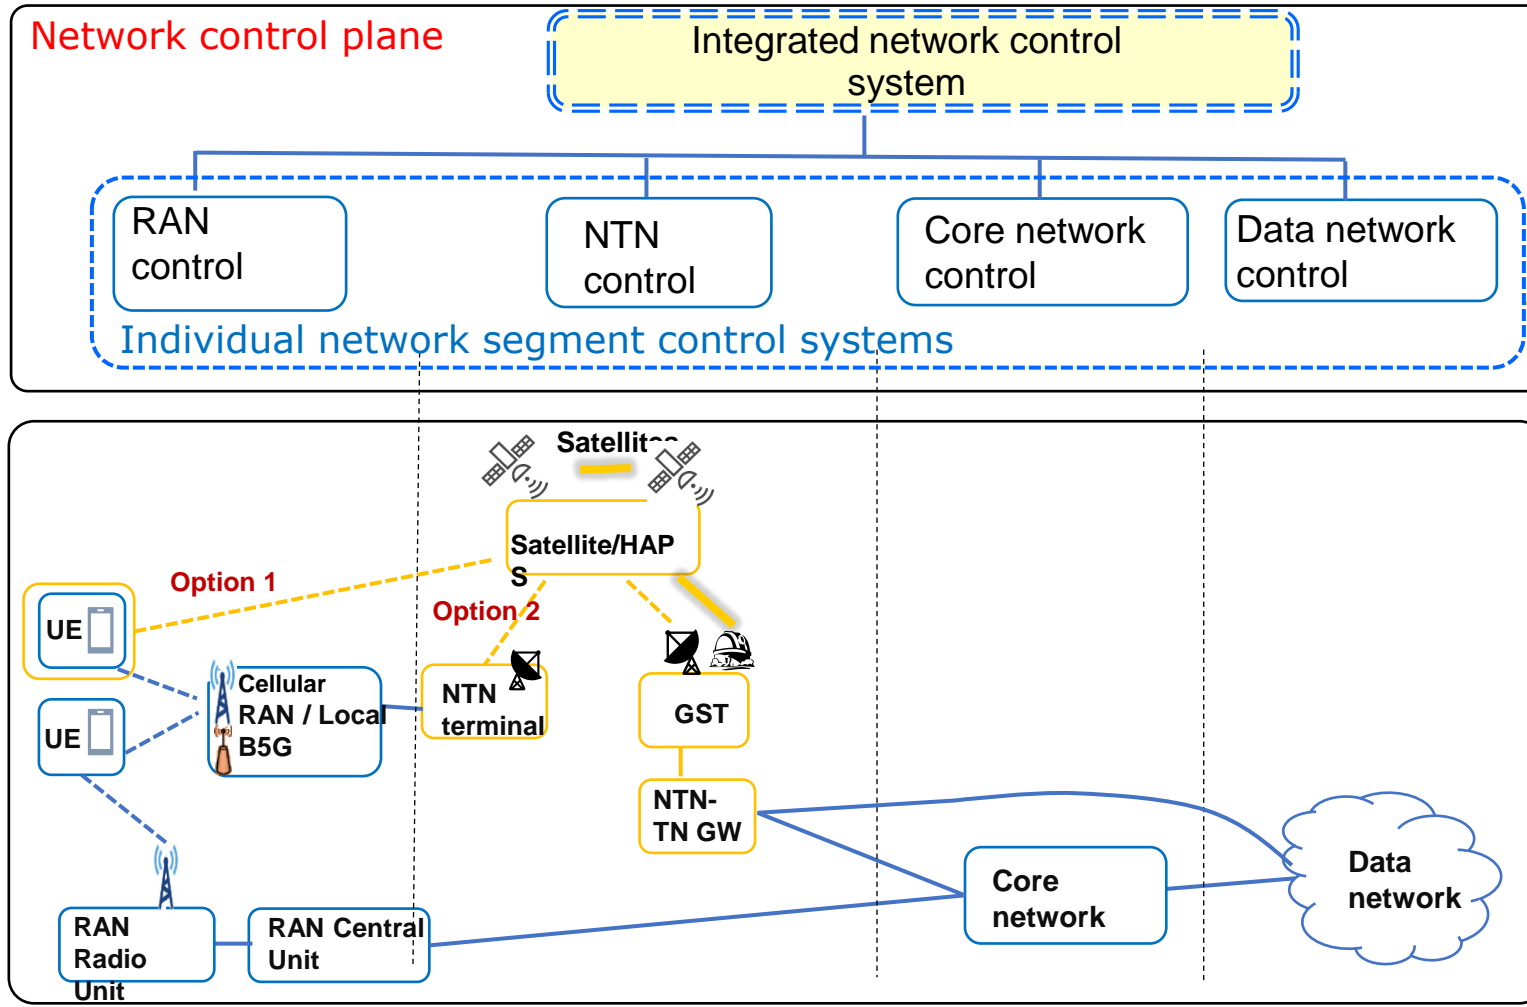 Network control plane
Integrated network control
system
RAN
control
NTN
control
Core network
control
Data network
control
Individual network segment control systems
Satellites
Satellite/HAP
S
Option 1
Option 2
UE
Cellular
RAN / Local
B5G
NTN
terminal
GST
UE
NTN-
TN GW
Core
network
Data
network
RAN
Radio
Unit
RAN Central
Unit